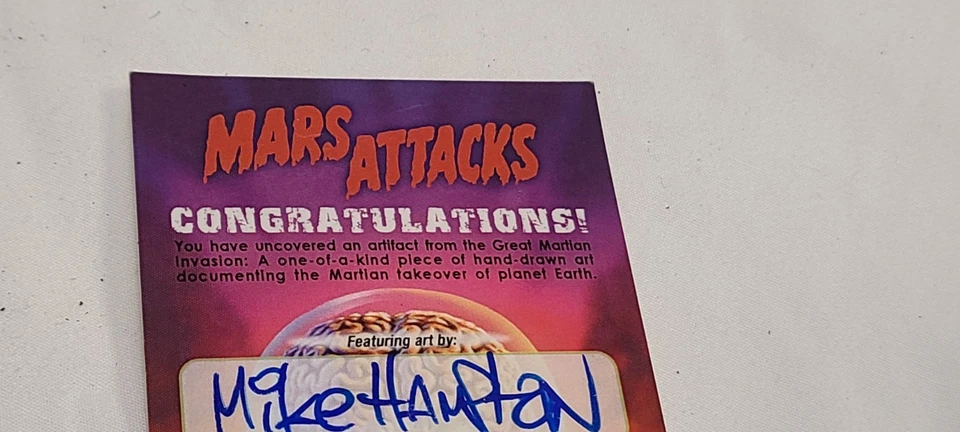 MARS ATTACKS
CONGRATULATIONS!
You have uncovered an artifact from the Great Martian
Invasion: A one-of-a-kind piece of hand-drawn art
documenting the Martian takeover of planet Earth.
Featuring art by:
Mike Hampton